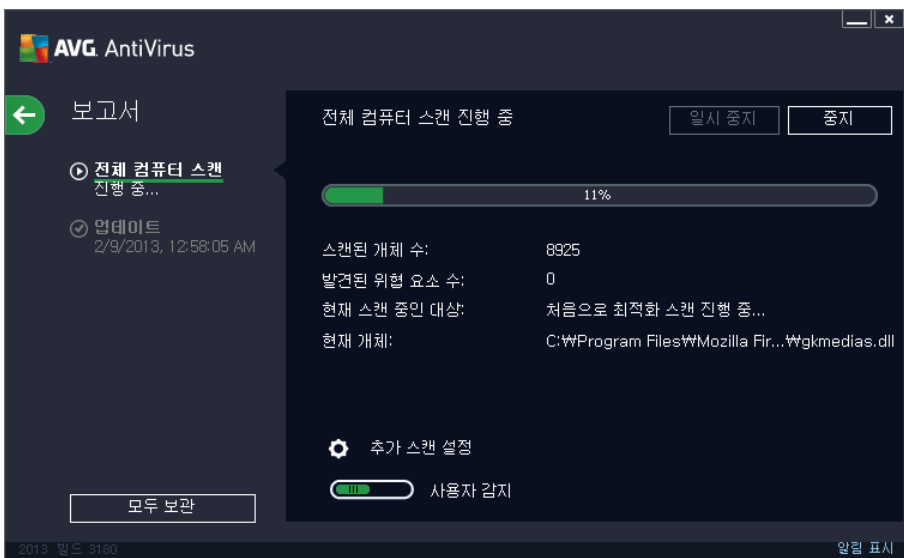 AVG. AntiVirus
보고서
전체 컴퓨터 스캔
진행 중...
업데이트
2/9/2013, 12:58:05 AM
모두 보관
전체 컴퓨터 스캔 진행 중
일시 중지
중지
11%
스캔된 개체 수: 8925
발견된 위협 요소 수: 0
현재 스캔 중인 대상: 처음으로 최적화 스캔 진행 중...
현재 개체: C:₩Program Files₩Mozilla Fir...₩gkmedias.dll
추가 스캔 설정
사용자 감지
2013 빌드 3180
알림 표시